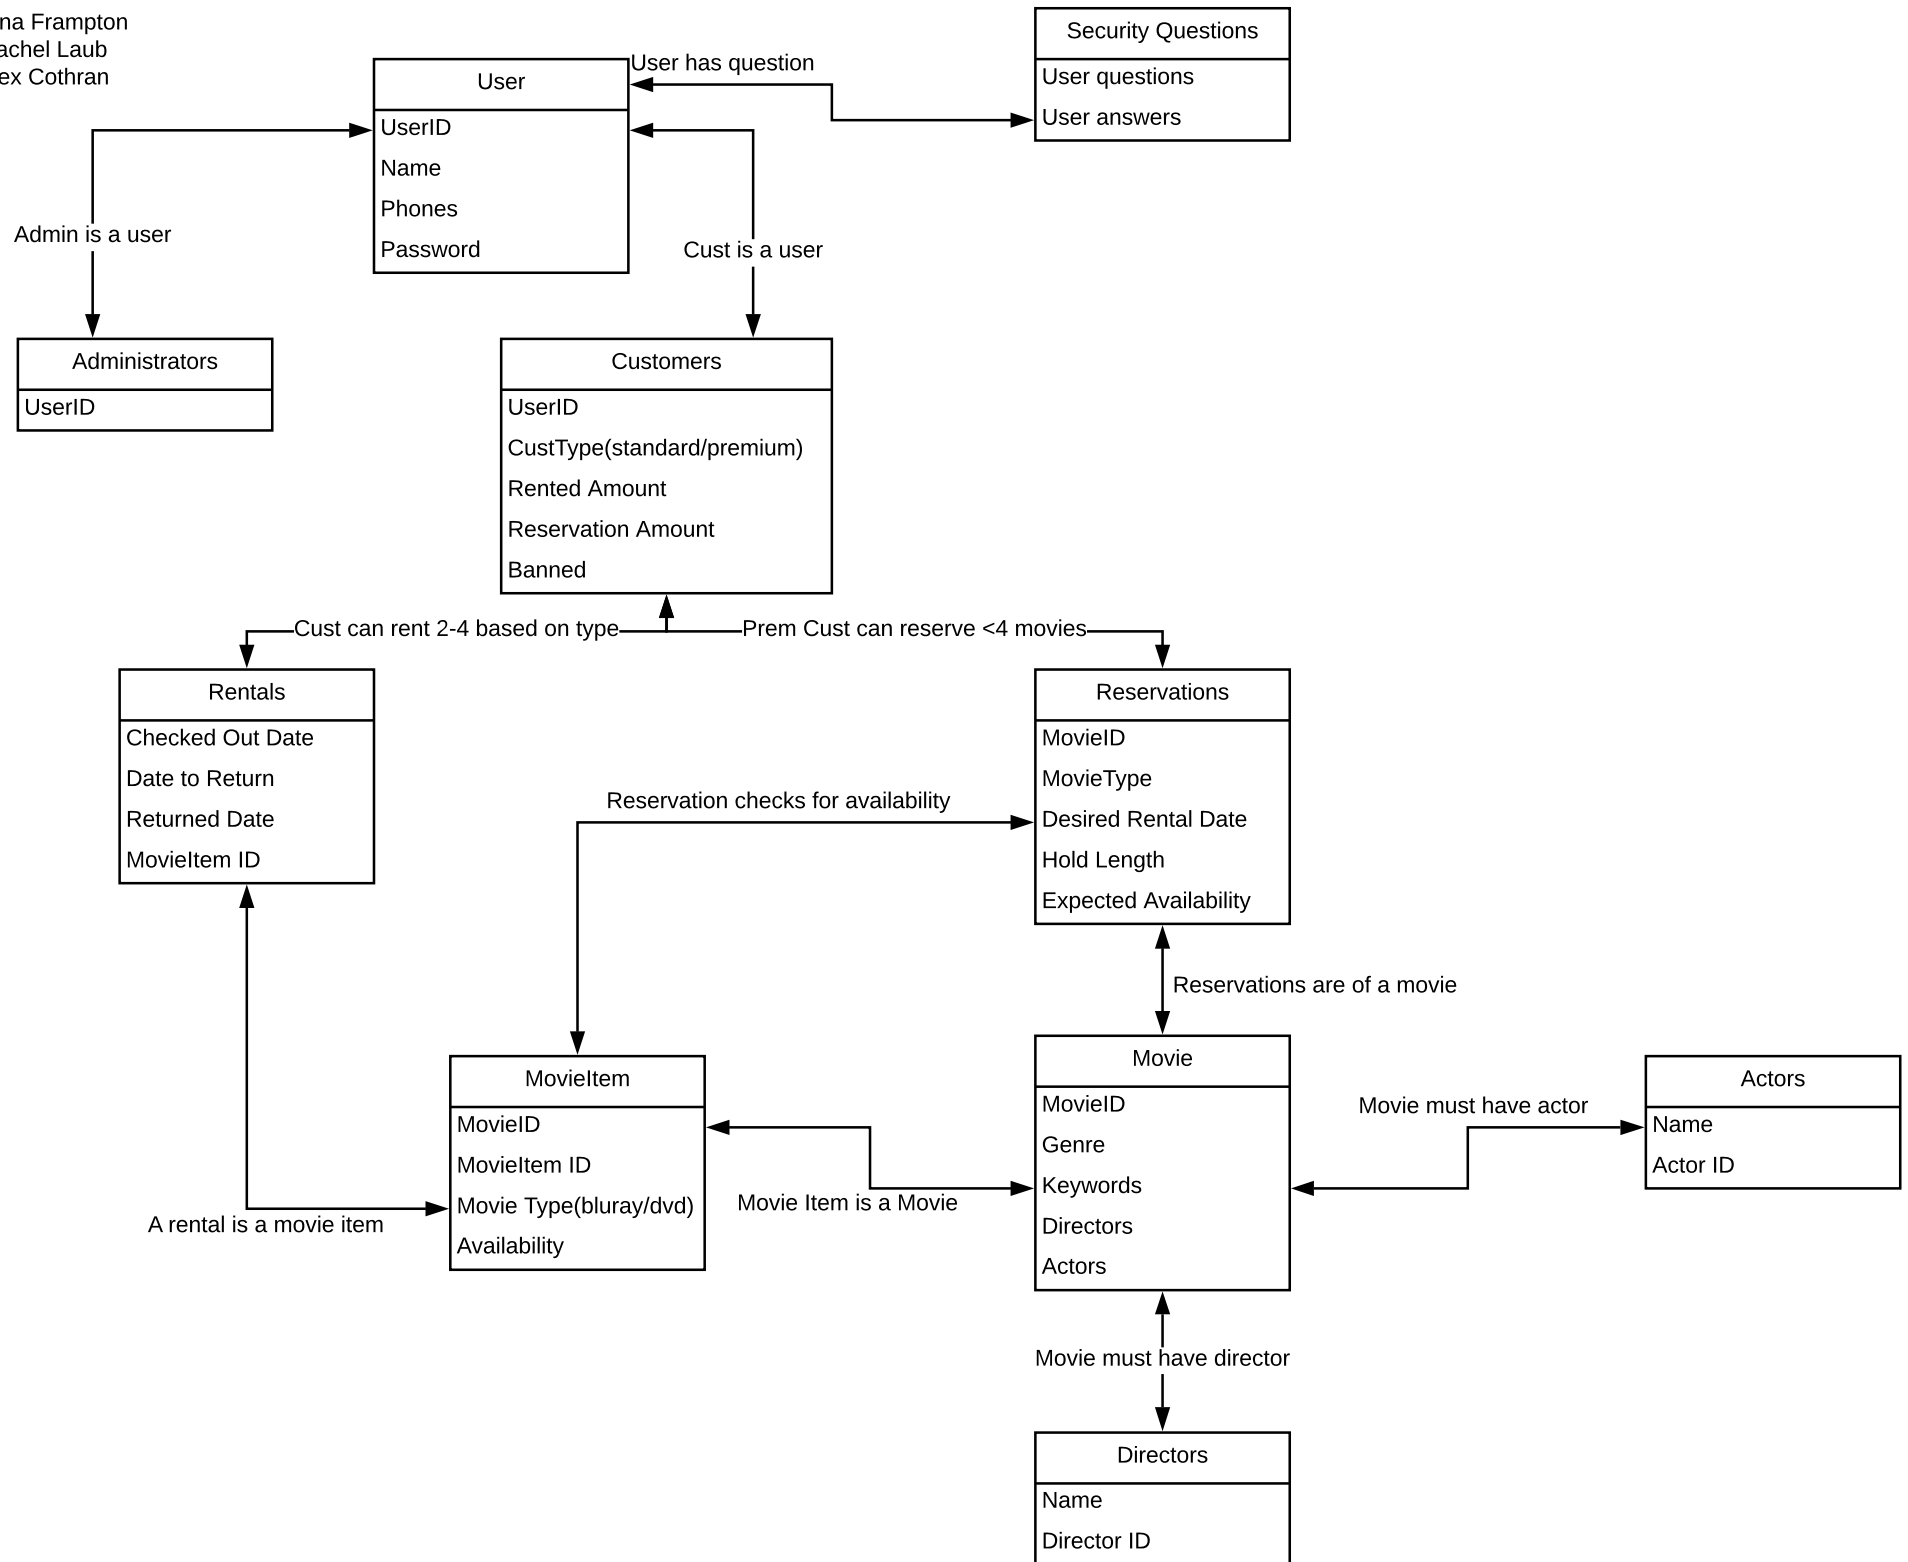 na Frampton
achel Laub
ex Cothran
Security Questions
User questions
User answers
User has question
User
UserID
Name
Phones
Password
Admin is a user
Cust is a user
Administrators
UserID
Customers
UserID
CustType(standard/premium)
Rented Amount
Reservation Amount
Banned
Cust can rent 2-4 based on type
Prem Cust can reserve <4 movies
Rentals
Checked Out Date
Date to Return
Returned Date
MovieItem ID
Reservations
MovieID
MovieType
Desired Rental Date
Hold Length
Expected Availability
Reservation checks for availability
Reservations are of a movie
MovieItem
MovieID
MovieItem ID
Movie Type(bluray/dvd)
Availability
A rental is a movie item
Movie Item is a Movie
Movie
MovieID
Genre
Keywords
Directors
Actors
Movie must have actor
Actors
Name
Actor ID
Movie must have director
Directors
Name
Director ID